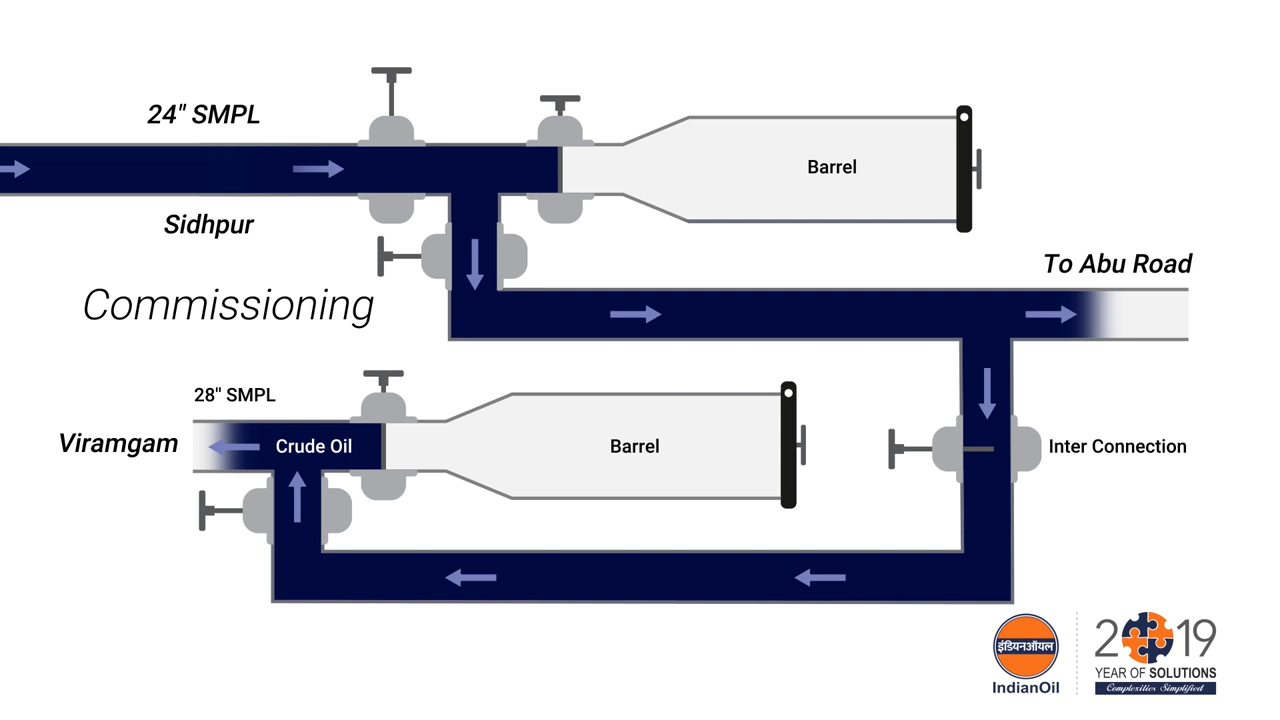 24" SMPL
Barrel
Sidhpur
To Abu Road
Commissioning
28" SMPL
Viramgam
Crude Oil
Barrel
Inter Connection
इंडियनऑयल
IndianOil
2019
YEAR OF SOLUTIONS
Complexities Simplified